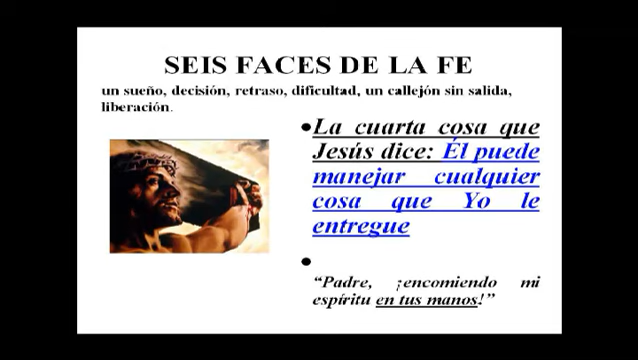 SEIS FACES DE LA FE
un sueño, decisión, retraso, dificultad, un callejón sin salida,
liberación.
•La cuarta cosa que
Jesús dice: Él puede
manejar cualquier
cosa que Yo le
entregue
•
“Padre, ¡encomiendo mi
espíritu en tus manos!”